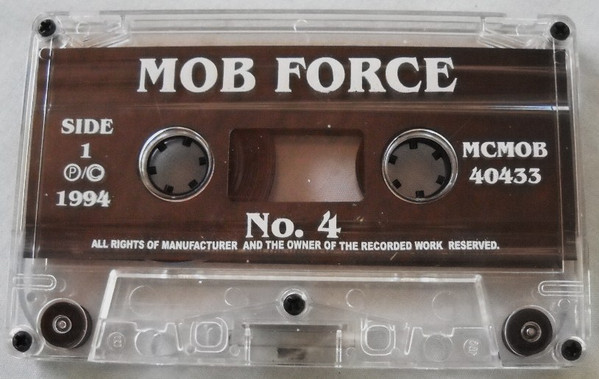 MOB FORCE
SIDE
1
℗/©
1994
MCMOB
40433
No. 4
ALL RIGHTS OF MANUFACTURER AND THE OWNER OF THE RECORDED WORK RESERVED.